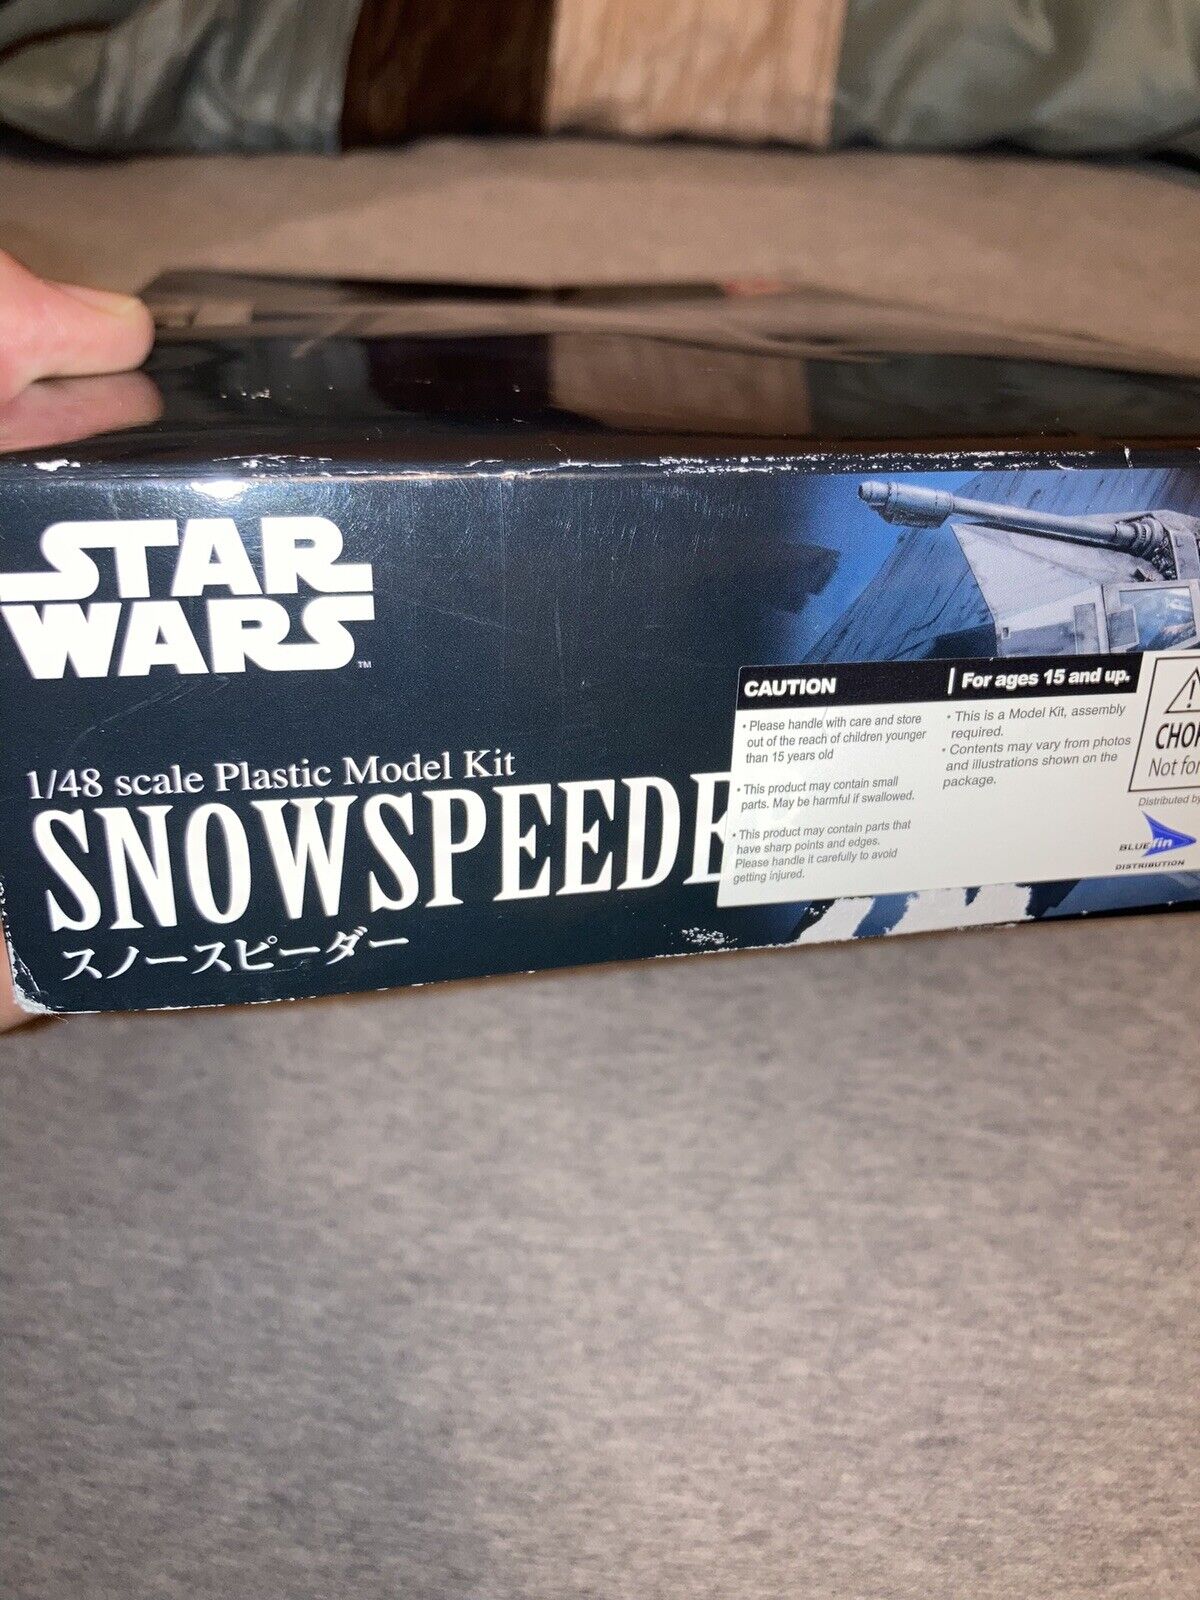 STAR
WARS
TM
1/48 scale Plastic Model Kit
SNOWSPEEDE
スノースピーダー
CAUTION
• Please handle with care and store
out of the reach of children younger
than 15 years old
• This product may contain small
parts. May be harmful if swallowed.
• This product may contain parts that
have sharp points and edges.
Please handle it carefully to avoid
getting injured.
For ages 15 and up.
• This is a Model Kit, assembly
required.
• Contents may vary from photos
and illustrations shown on the
package.
CHO
Not for
Distributed by
BLUEfin
DISTRIBUTION